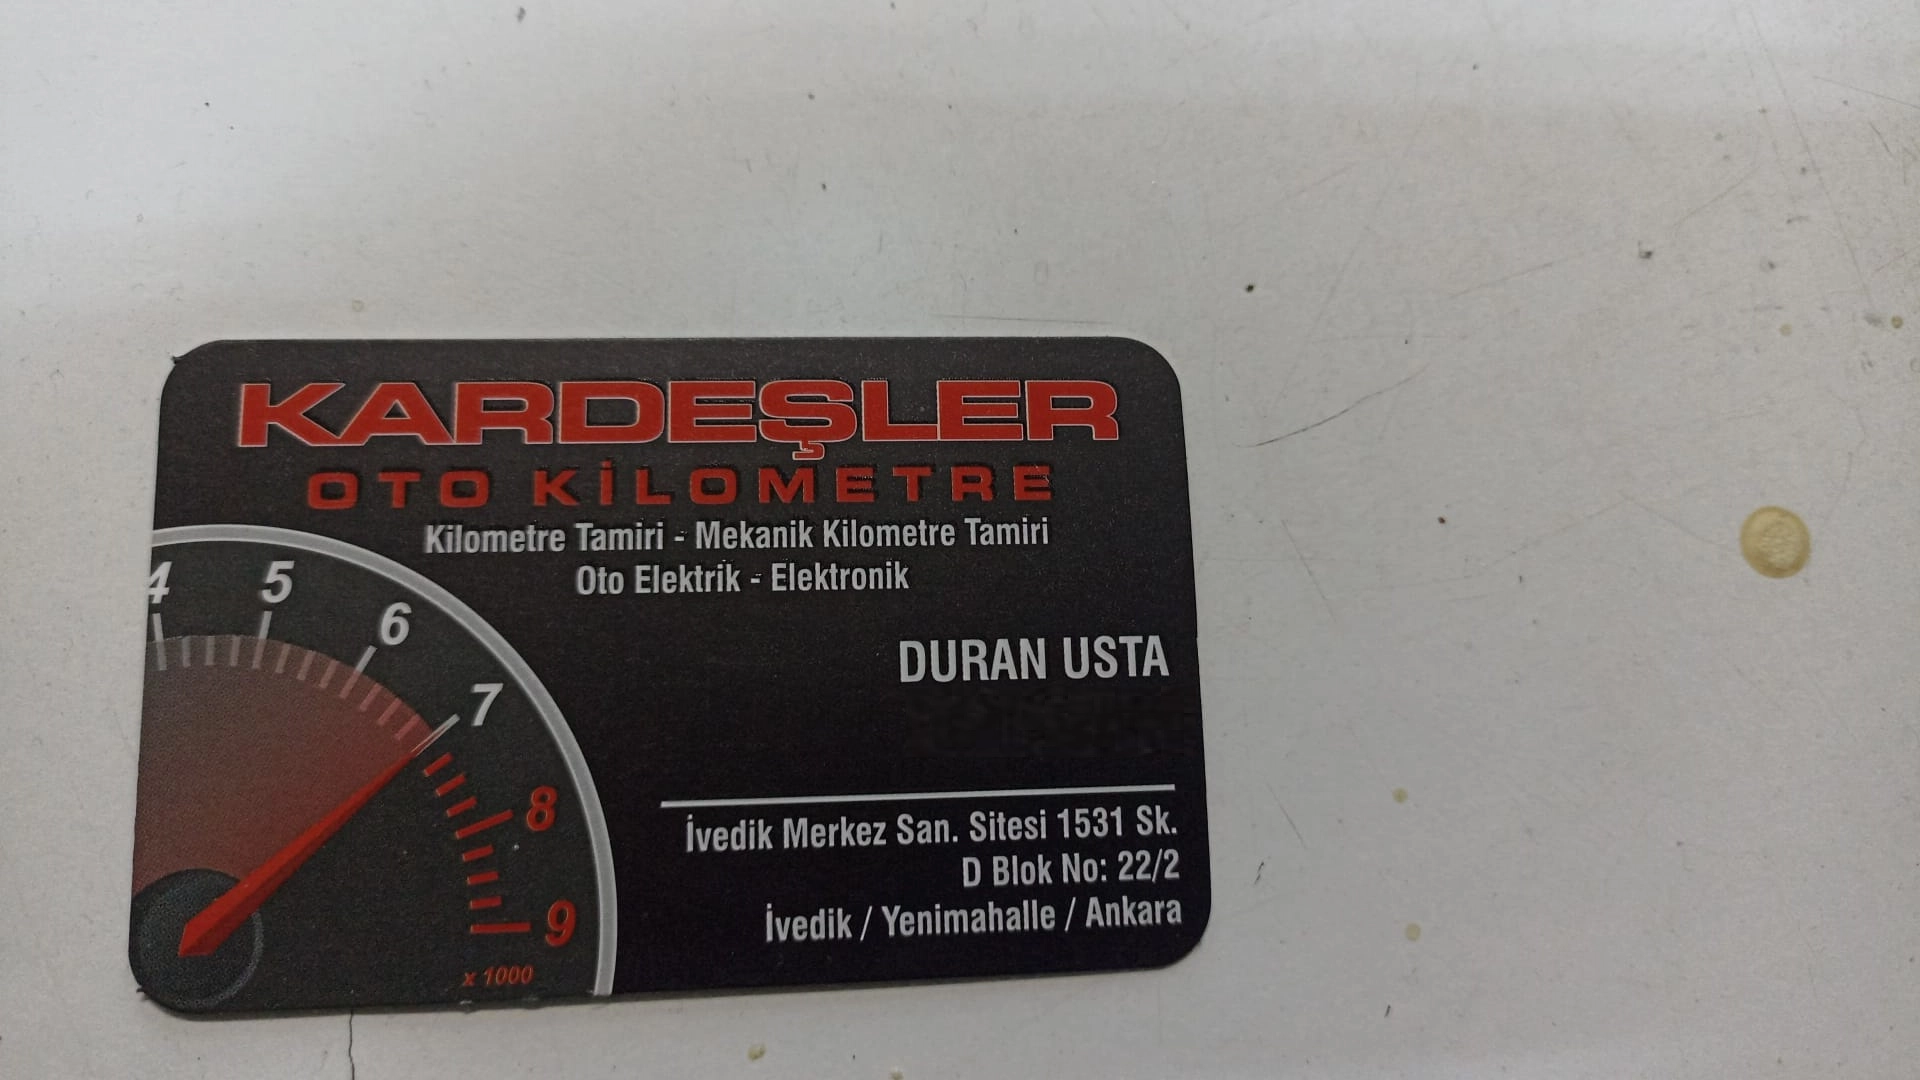 KARDEŞLER
OTO KİLOMETRE
Kilometre Tamiri - Mekanik Kilometre Tamiri
Oto Elektrik - Elektronik
4 5 6 7 8 9
x 1000
DURAN USTA
İvedik Merkez San. Sitesi 1531 Sk.
D Blok No: 22/2
İvedik / Yenimahalle / Ankara